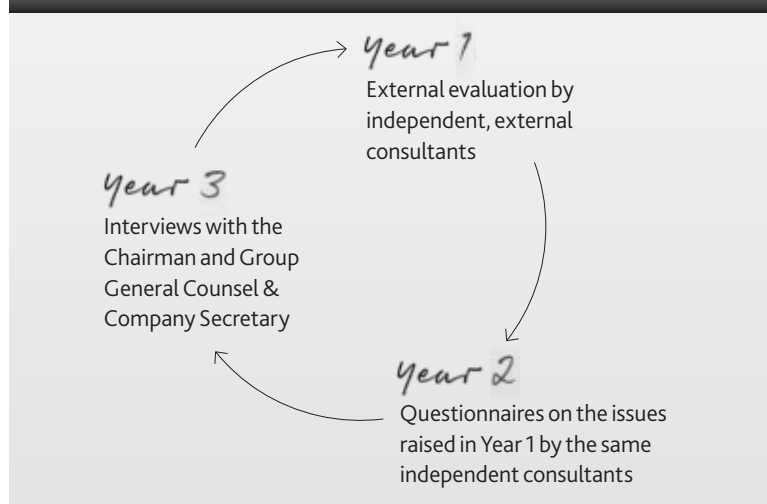 Year 1
External evaluation by
independent, external
consultants
Year 2
Questionnaires on the issues
raised in Year 1 by the same
independent consultants
Year 3
Interviews with the
Chairman and Group
General Counsel &
Company Secretary